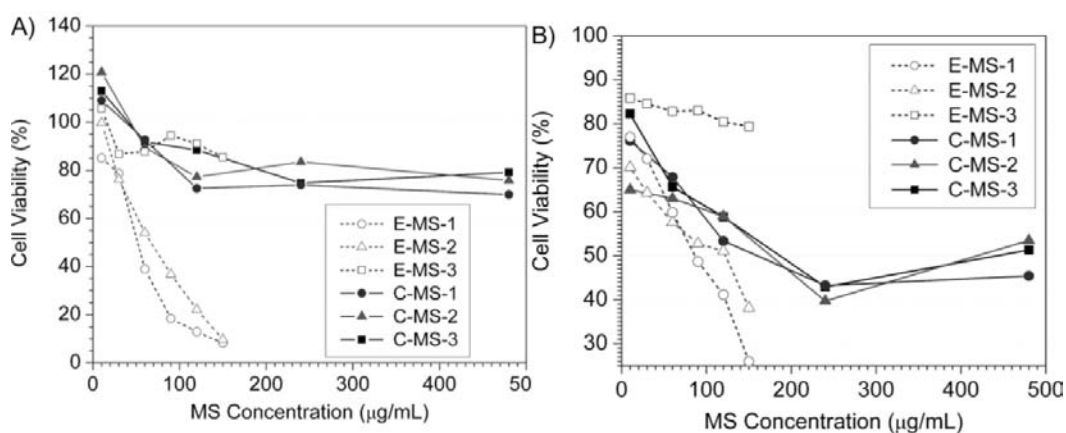 A)
140
120
100
80
60
40
20
0
Cell Viability (%)
E-MS-1
E-MS-2
E-MS-3
C-MS-1
C-MS-2
C-MS-3
0 100 200 300 400 50
MS Concentration (μg/mL)
B)
100
90
80
70
60
50
40
30
Cell Viability (%)
E-MS-1
E-MS-2
E-MS-3
C-MS-1
C-MS-2
C-MS-3
0 100 200 300 400 500
MS Concentration (μg/mL)